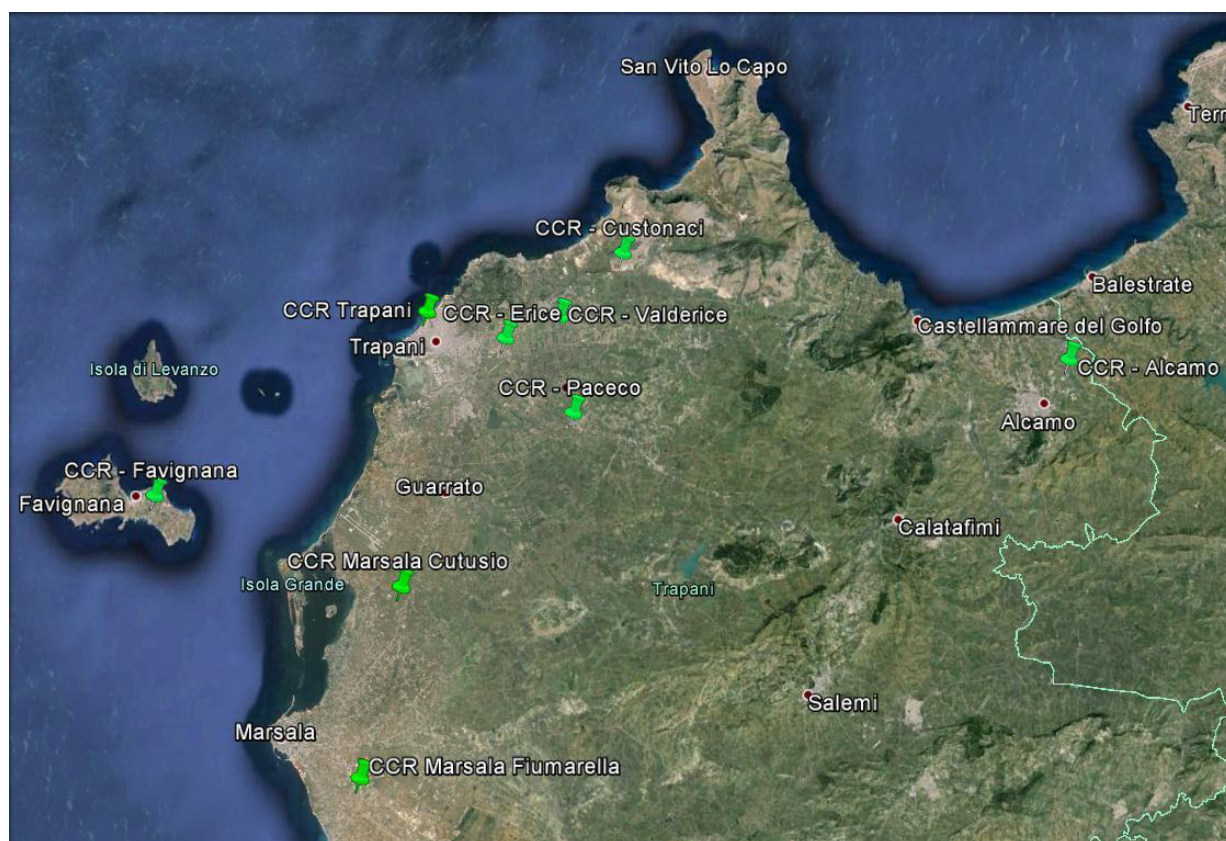 San Vito Lo Capo
Terr
CCR - Custonaci
Balestrate
CCR Trapani
CCR - Erice
CCR - Valderice
Castellammare del Golfo
Trapani
Isola di Levanzo
CCR - Alcamo
CCR - Paceco
Alcamo
CCR - Favignana
Guarrato
Favignana
Calatafimi
CCR Marsala Cutusio
Isola Grande
Trapani
Salemi
Marsala
CCR Marsala Fiumarella